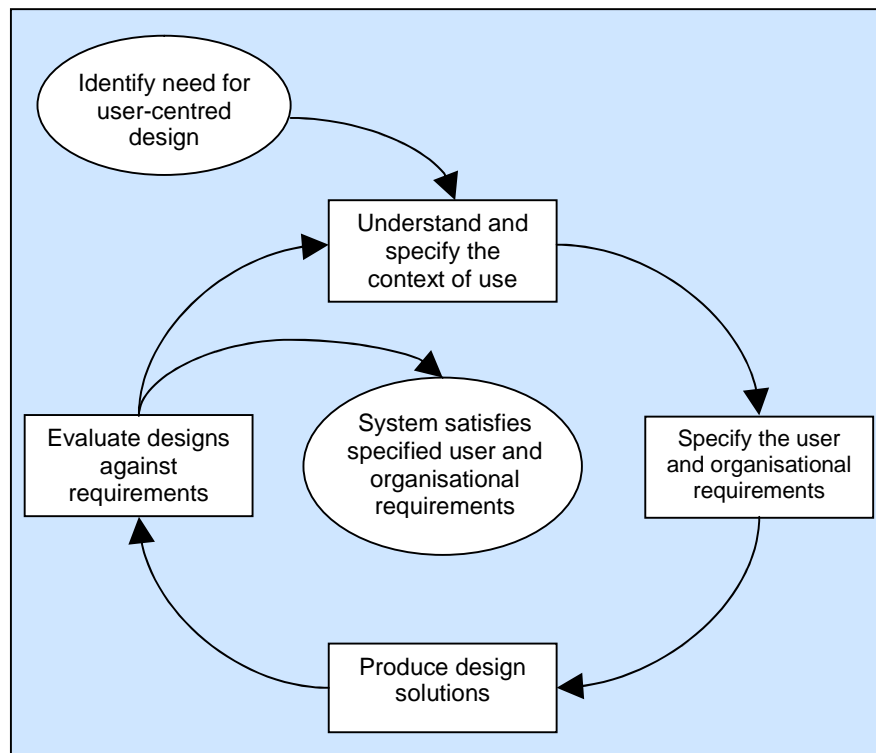 Identify need for
user-centred
design
Understand and
specify the
context of use
Evaluate designs
against
requirements
System satisfies
specified user and
organisational
requirements
Specify the user
and organisational
requirements
Produce design
solutions